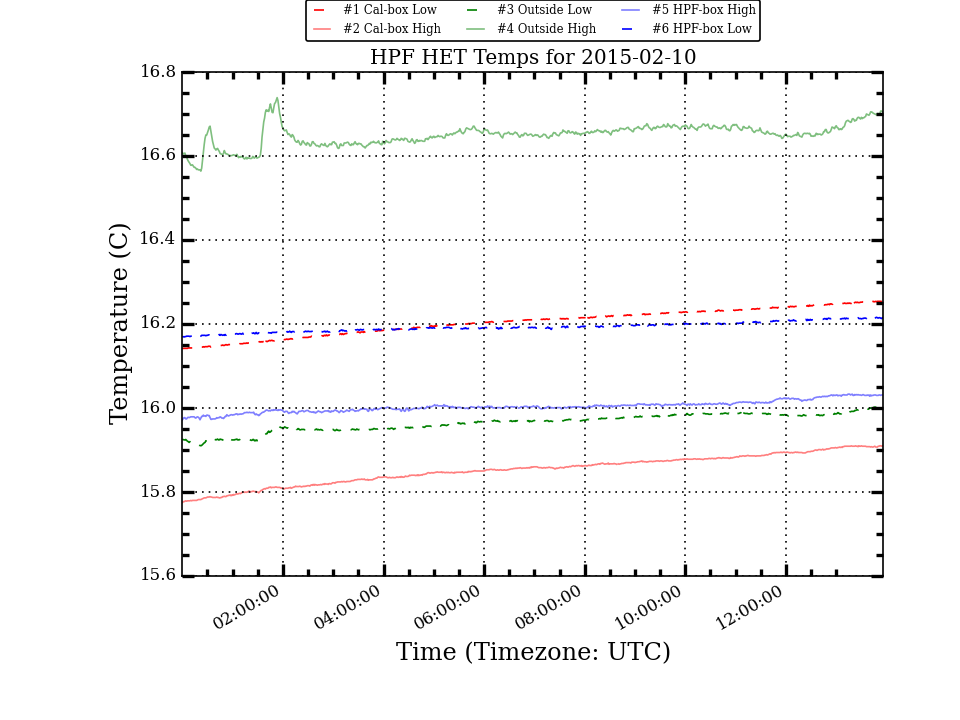 #1 Cal-box Low #3 Outside Low #5 HPF-box High
#2 Cal-box High #4 Outside High #6 HPF-box Low
HPF HET Temps for 2015-02-10
16.8
16.6
16.4
16.2
16.0
15.8
15.6
Temperature (C)
02:00:00 04:00:00 06:00:00 08:00:00 10:00:00 12:00:00
Time (Timezone: UTC)